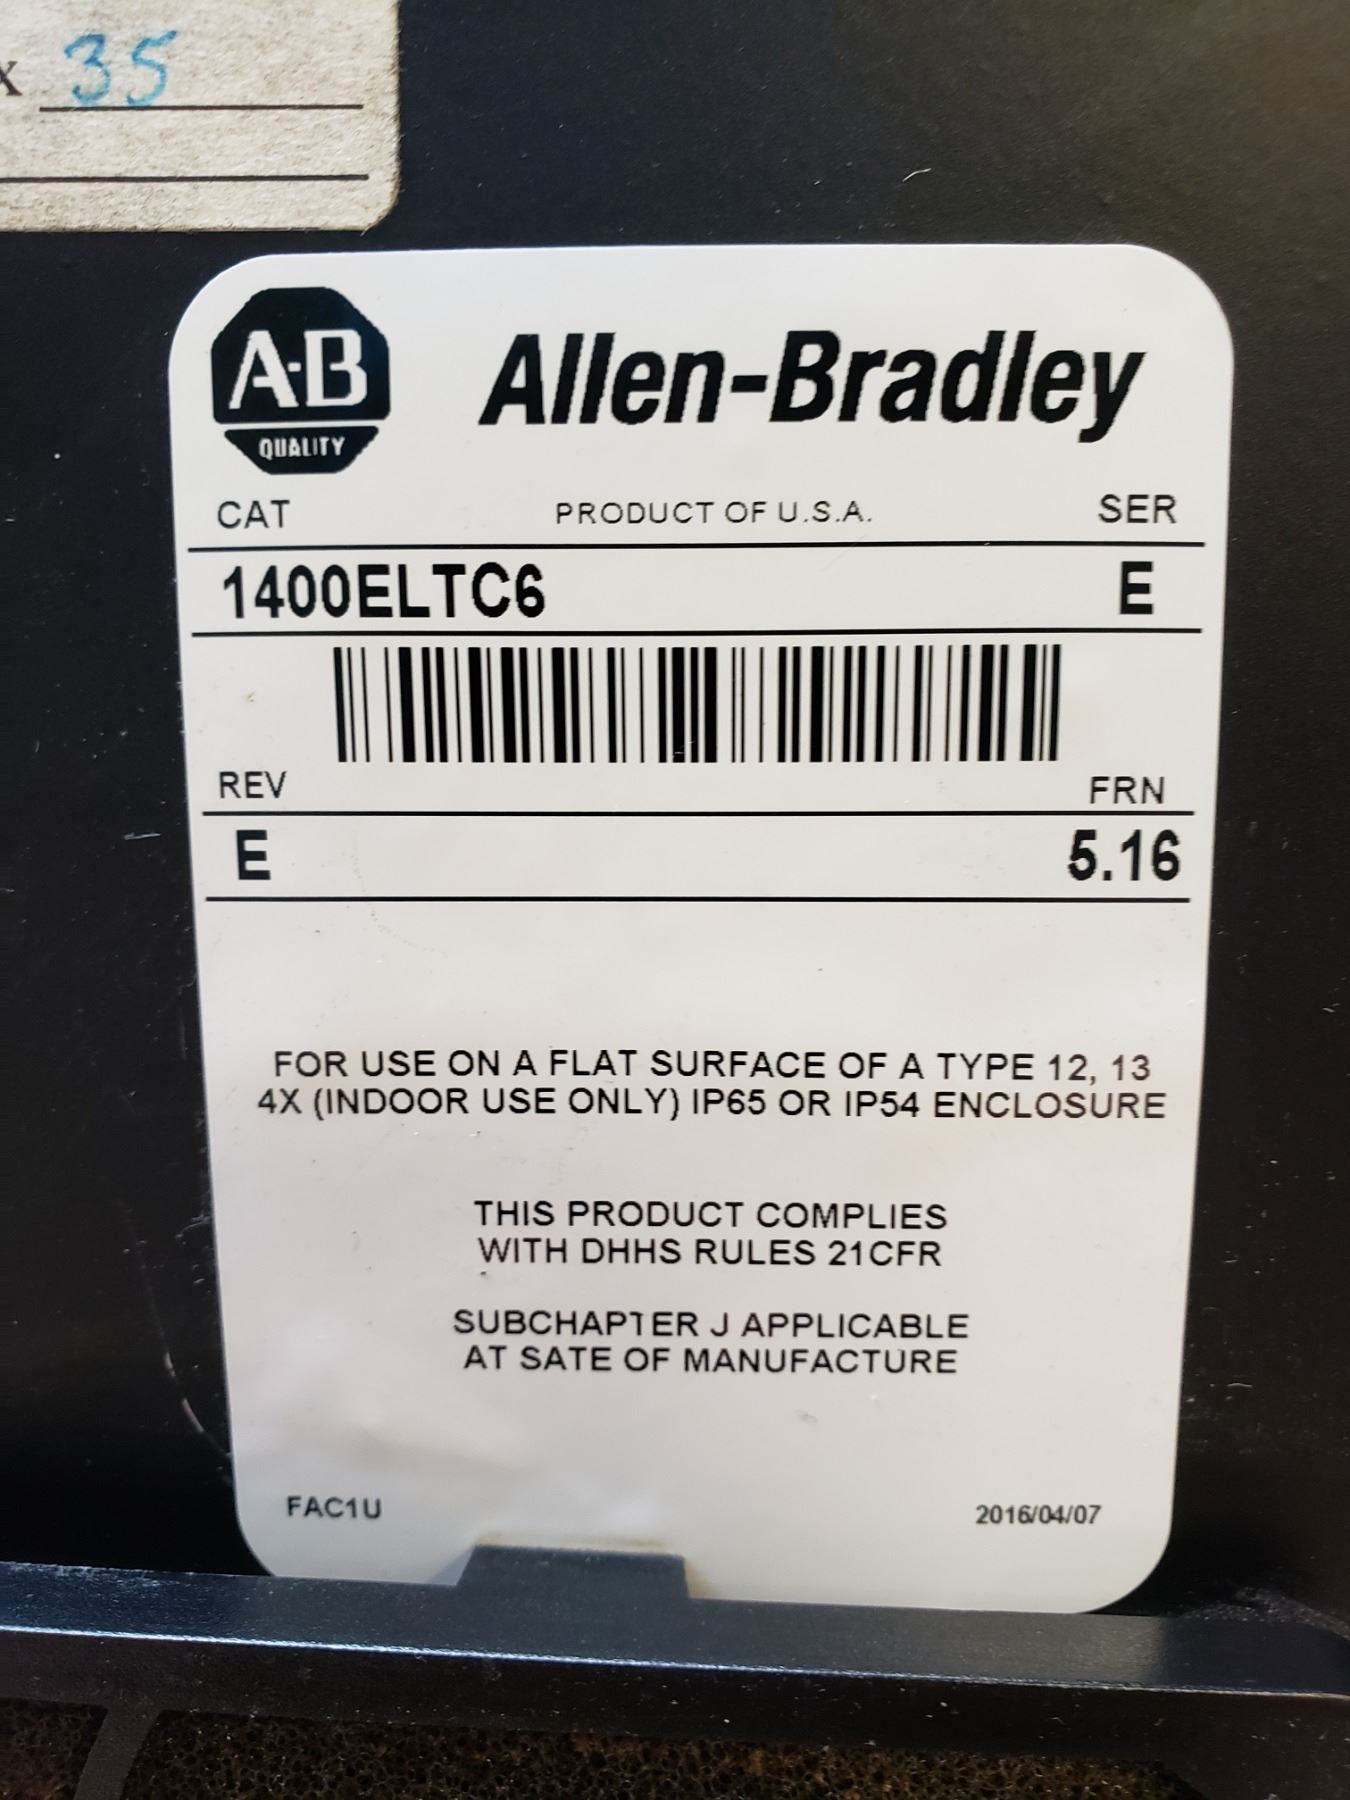 x 35
A-B
QUALITY
Allen-Bradley
CAT PRODUCT OF U.S.A. SER
1400ELTC6 E
REV FRN
E 5.16
FOR USE ON A FLAT SURFACE OF A TYPE 12, 13
4X (INDOOR USE ONLY) IP65 OR IP54 ENCLOSURE
THIS PRODUCT COMPLIES
WITH DHHS RULES 21CFR
SUBCHAPTER J APPLICABLE
AT SATE OF MANUFACTURE
FAC1U 2016/04/07